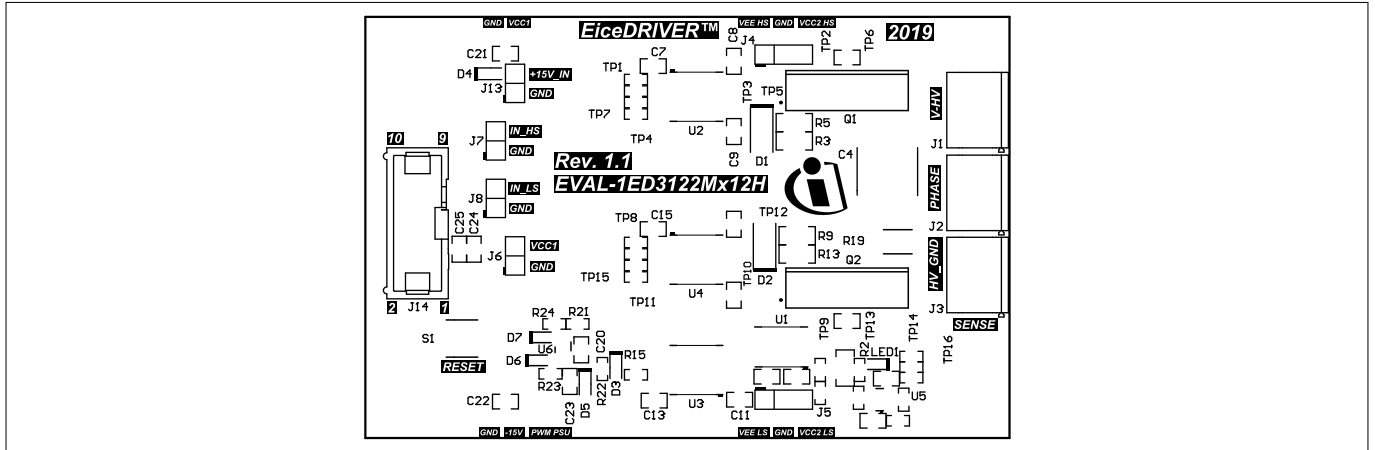 GND VCC1
EiceDRIVER™
VEE HS GND VCC2 HS
2019
C21
C7
C8
J4
TP2
TP6
D4
+15V_IN
TP1
J13
GND
TP3
TP5
V-HV
TP7
Q1
IN_HS
U2
R5
J7
TP4
R3
J1
10 9
GND
C9
D1
C4
Rev. 1.1
EVAL-1ED3122Mx12H
IN_LS
J8
GND
PHASE
C25
C24
TP8
C15
TP12
J2
VCC1
R9
R19
J6
R13
GND
TP15
TP10
D2
Q2
HV_GND
TP11
U4
2 1
J14
J3
R24 R21
U1
TP9
TP13
TP14
SENSE
S1
D7
C20
TP16
U6
R15
R2
LED1
D6
RESET
R23
R22
D3
C23
D5
U5
C22
C13
U3
C11
J5
GND -15V PWM PSU
VEE LS GND VCC2 LS